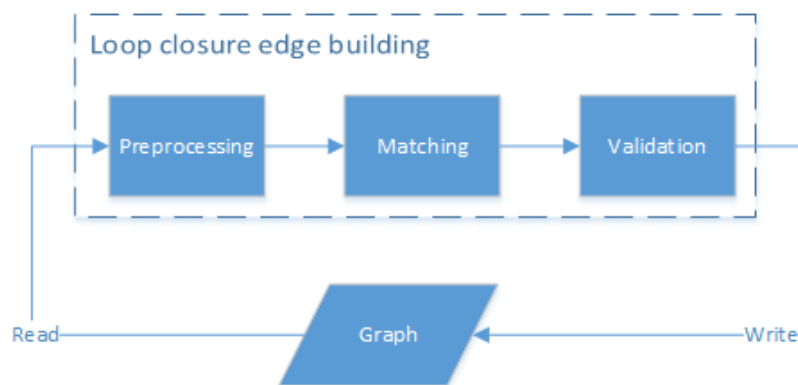 Loop closure edge building
Preprocessing
Matching
Validation
Read
Graph
Write